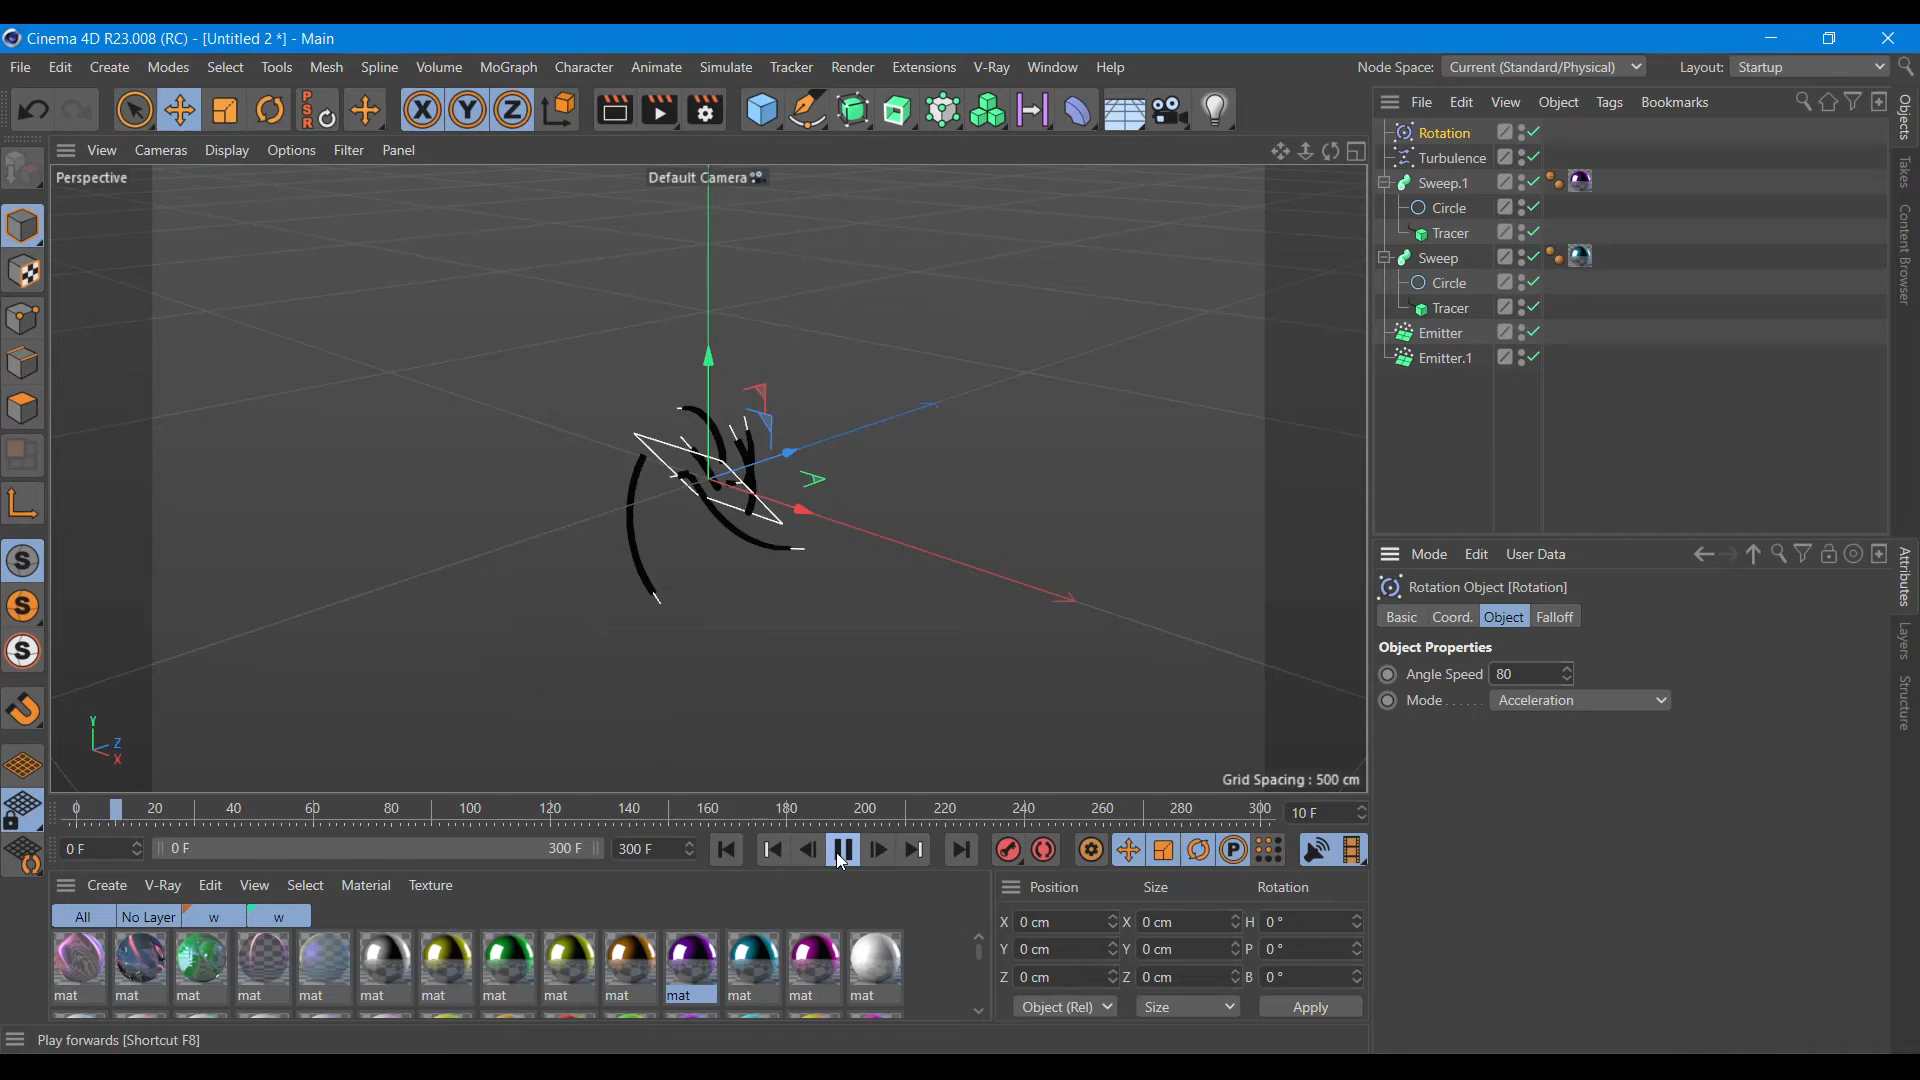 Cinema 4D R23.008 (RC) - [Untitled 2 *] - Main
File Edit Create Modes Select Tools Mesh Spline Volume MoGraph Character Animate Simulate Tracker Render Extensions V-Ray Window Help Node Space: Current (Standard/Physical) Layout: Startup
File Edit View Object Tags Bookmarks
View Cameras Display Options Filter Panel
Perspective
Default Camera
Rotation
Turbulence
Sweep.1
Circle
Tracer
Sweep
Circle
Tracer
Emitter
Emitter.1
Objects
Takes
Content Browser
Mode Edit User Data
Rotation Object [Rotation]
Basic Coord. Object Falloff
Object Properties
Angle Speed 80
Mode . . . . . . Acceleration
Attributes
Layers
Structure
Y
Z
X
Grid Spacing : 500 cm
0 20 40 60 80 100 120 140 160 180 200 220 240 260 280 300 10 F
0 F 0 F 300 F 300 F
Create V-Ray Edit View Select Material Texture
All No Layer w w
mat mat mat mat mat mat mat mat mat mat mat mat mat mat
Position Size Rotation
X 0 cm X 0 cm H 0 °
Y 0 cm Y 0 cm P 0 °
Z 0 cm Z 0 cm B 0 °
Object (Rel) Size Apply
Play forwards [Shortcut F8]